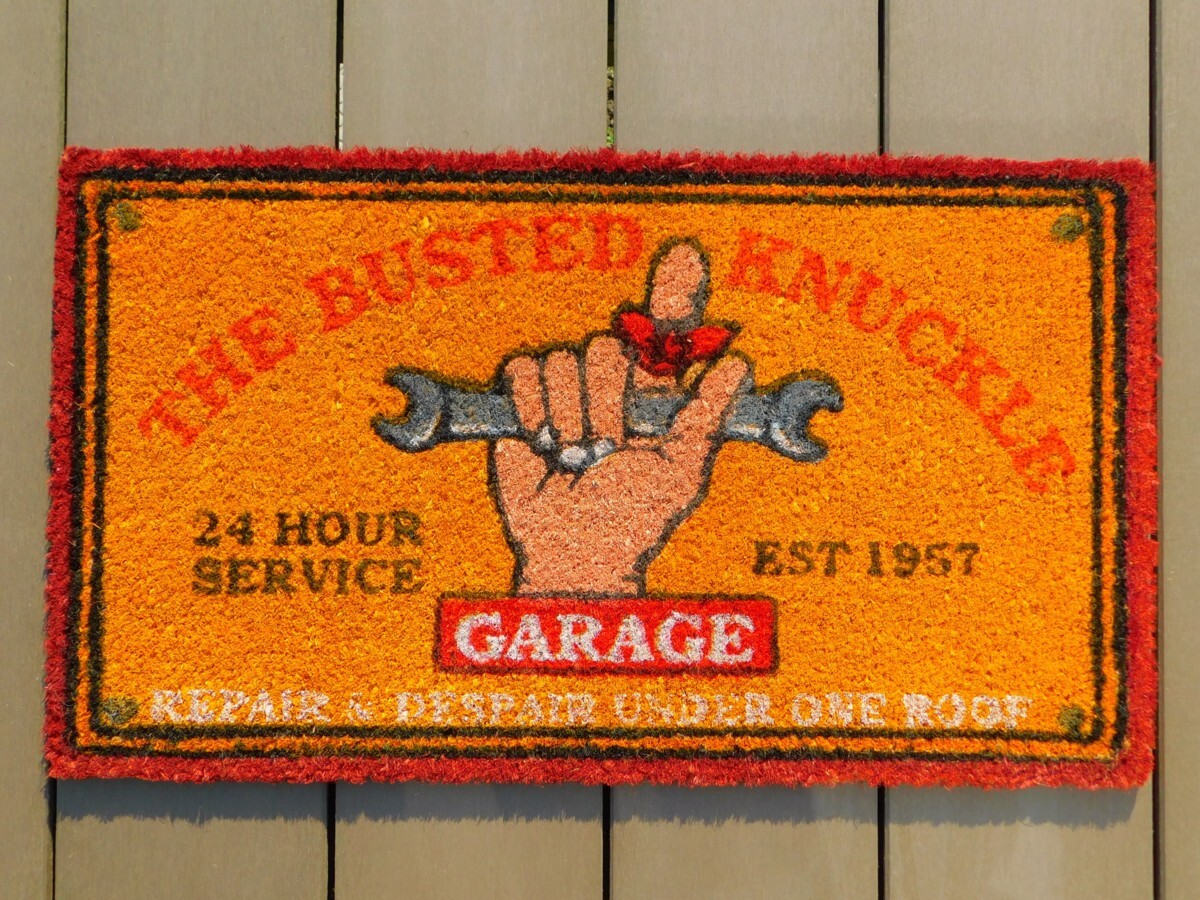 THE BUSTED KNUCKLE
24 HOUR
SERVICE
EST 1957
GARAGE
REPAIR & DESPAIR UNDER ONE ROOF